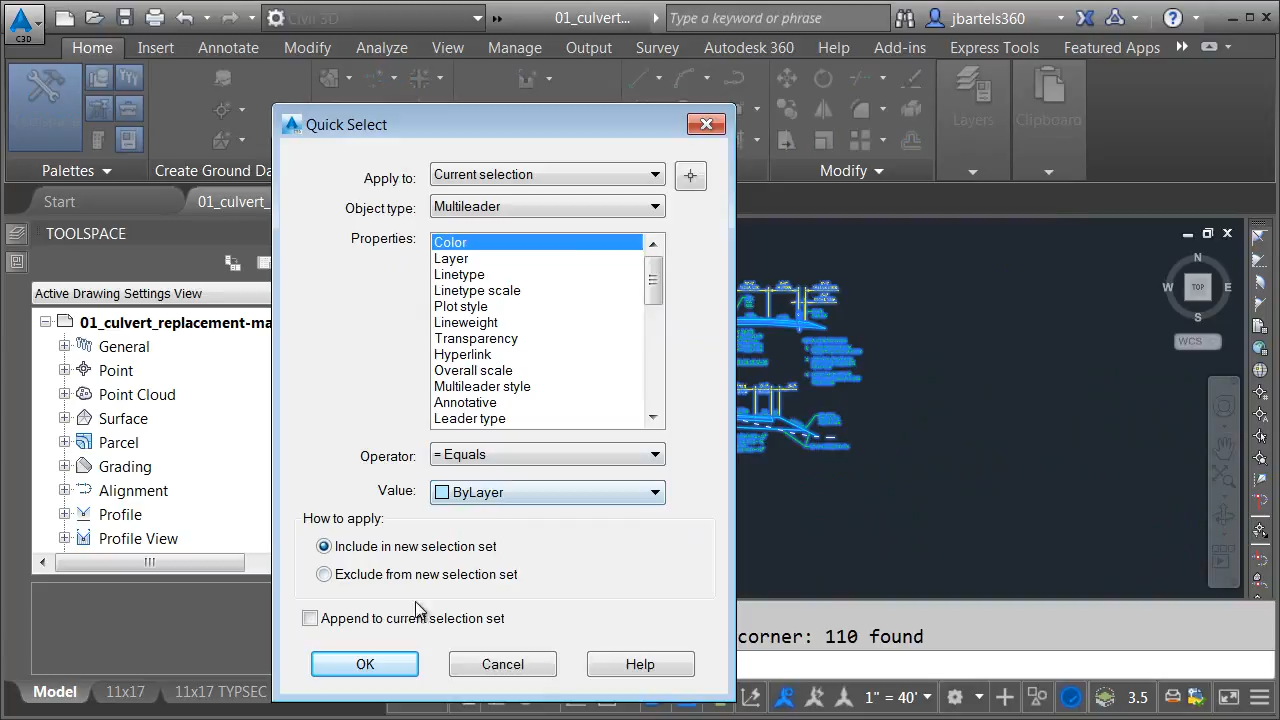 Civil 3D
01_culvert...
Type a keyword or phrase
jbartels360
C3D
Home
Insert
Annotate
Modify
Analyze
View
Manage
Output
Survey
Autodesk 360
Help
Add-ins
Express Tools
Featured Apps
Layers
Clipboard
Palettes
Create Ground Da
Modify
Start
01_culvert_
TOOLSPACE
Active Drawing Settings View
01_culvert_replacement-ma
General
Point
Point Cloud
Surface
Parcel
Grading
Alignment
Profile
Profile View
Quick Select
Apply to:
Current selection
Object type:
Multileader
Properties:
Color
Layer
Linetype
Linetype scale
Plot style
Lineweight
Transparency
Hyperlink
Overall scale
Multileader style
Annotative
Leader type
Operator:
= Equals
Value:
ByLayer
How to apply:
Include in new selection set
Exclude from new selection set
Append to current selection set
OK
Cancel
Help
N
W
TOP
E
S
WCS
corner: 110 found
Model
11x17
11x17 TYPSEC
1" = 40'
3.5